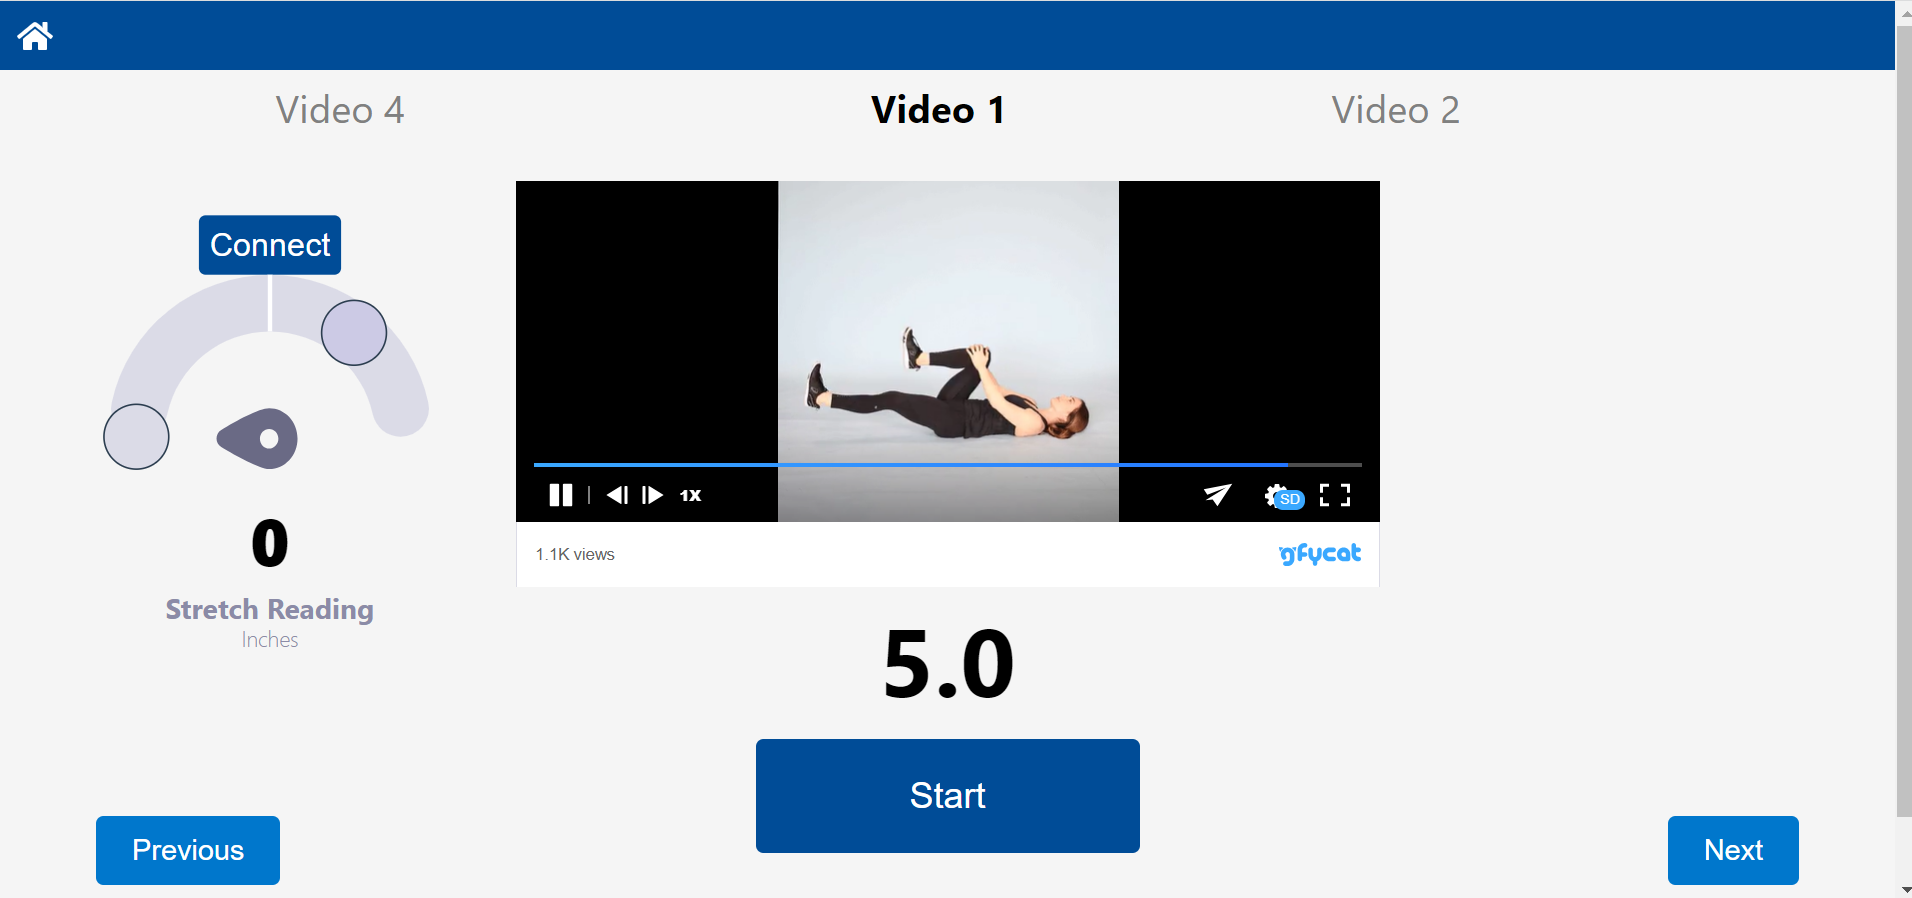 Video 4
Video 1
Video 2
Connect
0
Stretch Reading
Inches
1X
SD
1.1K views
gfycat
5.0
Start
Previous
Next